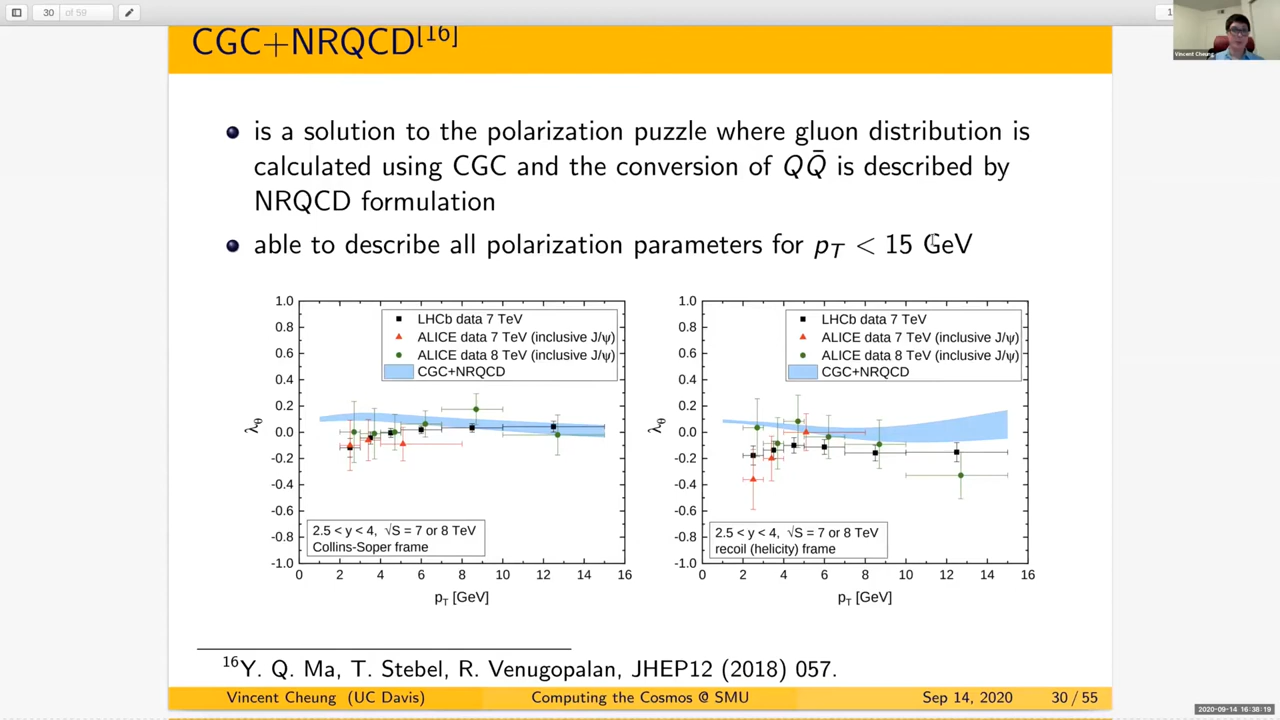 30 of 59
1
Vincent Cheung
CGC+NRQCD[16]
is a solution to the polarization puzzle where gluon distribution is
calculated using CGC and the conversion of QQ̄ is described by
NRQCD formulation
able to describe all polarization parameters for pT < 15 GeV
1.0
0.8
0.6
0.4
0.2
0.0
-0.2
-0.4
-0.6
-0.8
-1.0
λθ
LHCb data 7 TeV
ALICE data 7 TeV (inclusive J/ψ)
ALICE data 8 TeV (inclusive J/ψ)
CGC+NRQCD
2.5 < y < 4, √S = 7 or 8 TeV
Collins-Soper frame
0 2 4 6 8 10 12 14 16
pT [GeV]
1.0
0.8
0.6
0.4
0.2
0.0
-0.2
-0.4
-0.6
-0.8
-1.0
λθ
LHCb data 7 TeV
ALICE data 7 TeV (inclusive J/ψ)
ALICE data 8 TeV (inclusive J/ψ)
CGC+NRQCD
2.5 < y < 4, √S = 7 or 8 TeV
recoil (helicity) frame
0 2 4 6 8 10 12 14 16
pT [GeV]
16Y. Q. Ma, T. Stebel, R. Venugopalan, JHEP12 (2018) 057.
Vincent Cheung (UC Davis) Computing the Cosmos @ SMU Sep 14, 2020 30 / 55
2020-09-14 16:38:19